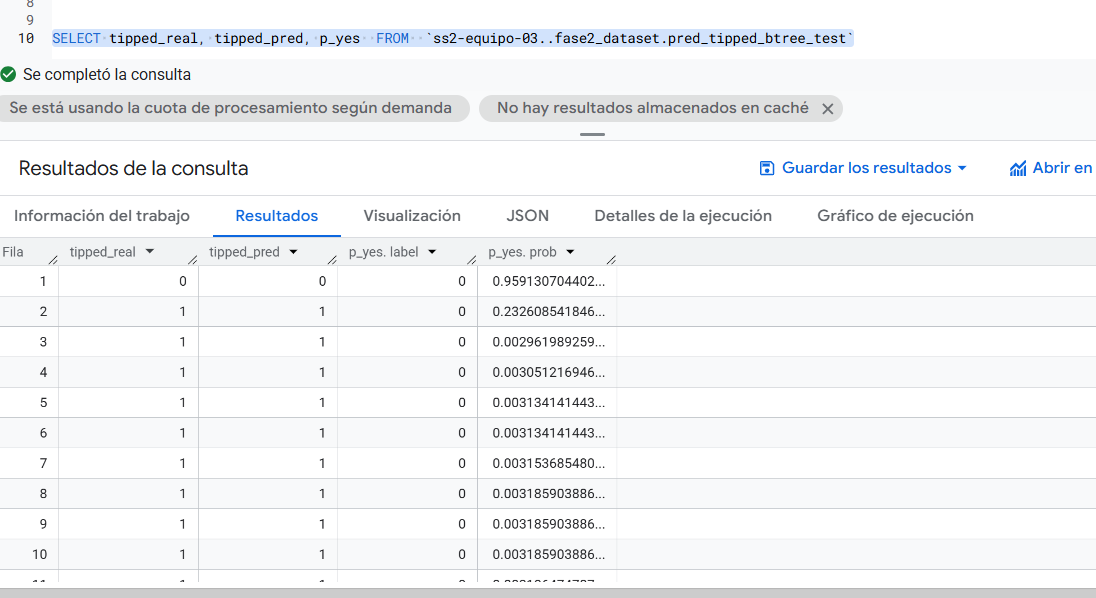 8
9
10 SELECT tipped_real, tipped_pred, p_yes FROM `ss2-equipo-03..fase2_dataset.pred_tipped_btree_test`
Se completó la consulta
Se está usando la cuota de procesamiento según demanda No hay resultados almacenados en caché
Resultados de la consulta Guardar los resultados Abrir en
Información del trabajo Resultados Visualización JSON Detalles de la ejecución Gráfico de ejecución
Fila tipped_real tipped_pred p_yes. label p_yes. prob
1 0 0 0 0.959130704402...
2 1 1 0 0.232608541846...
3 1 1 0 0.002961989259...
4 1 1 0 0.003051216946...
5 1 1 0 0.003134141443...
6 1 1 0 0.003134141443...
7 1 1 0 0.003153685480...
8 1 1 0 0.003185903886...
9 1 1 0 0.003185903886...
10 1 1 0 0.003185903886...